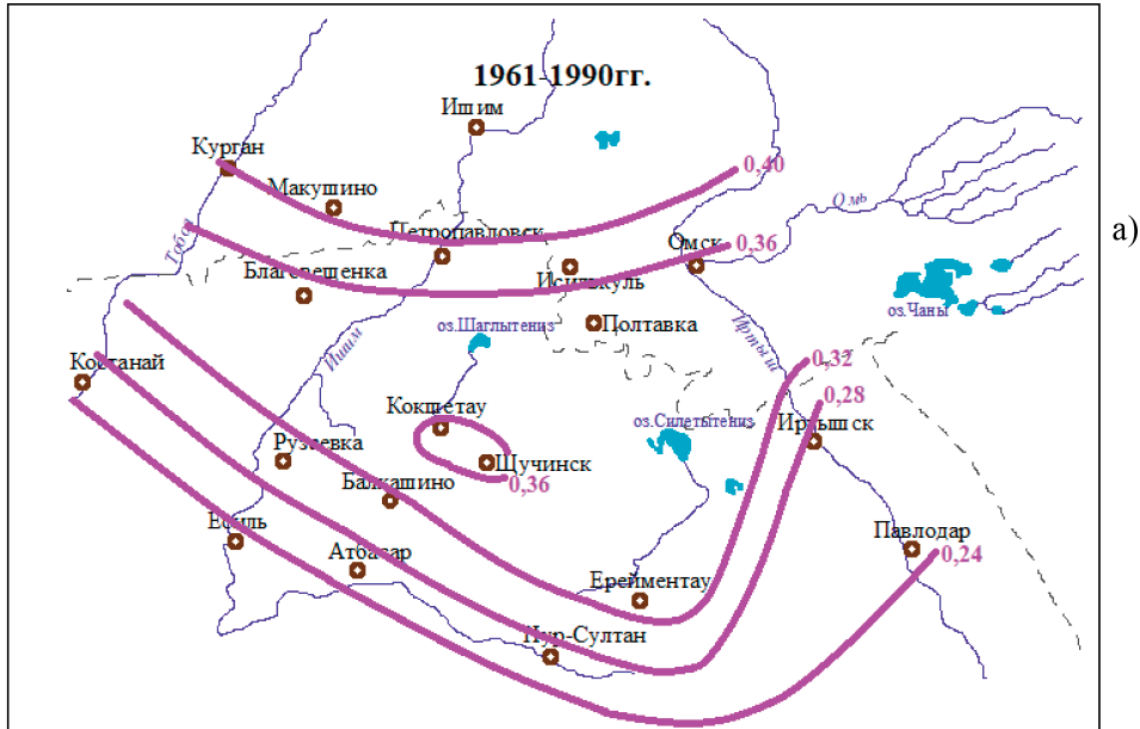 1961-1990гг.
а)
Ишим
Курган
0,40
Макушино
Омь
Петропавловск
Омск
0,36
Тобол
Благовещенка
Исилькуль
оз.Чаны
оз.Шаглытениз
Полтавка
Ишим
Иртыш
Костанай
0,32
0,28
Кокшетау
оз.Силетытениз
Иртышск
Рузаевка
Щучинск
Балкашино
0,36
Есиль
Павлодар
Атбасар
0,24
Ерейментау
Нур-Султан